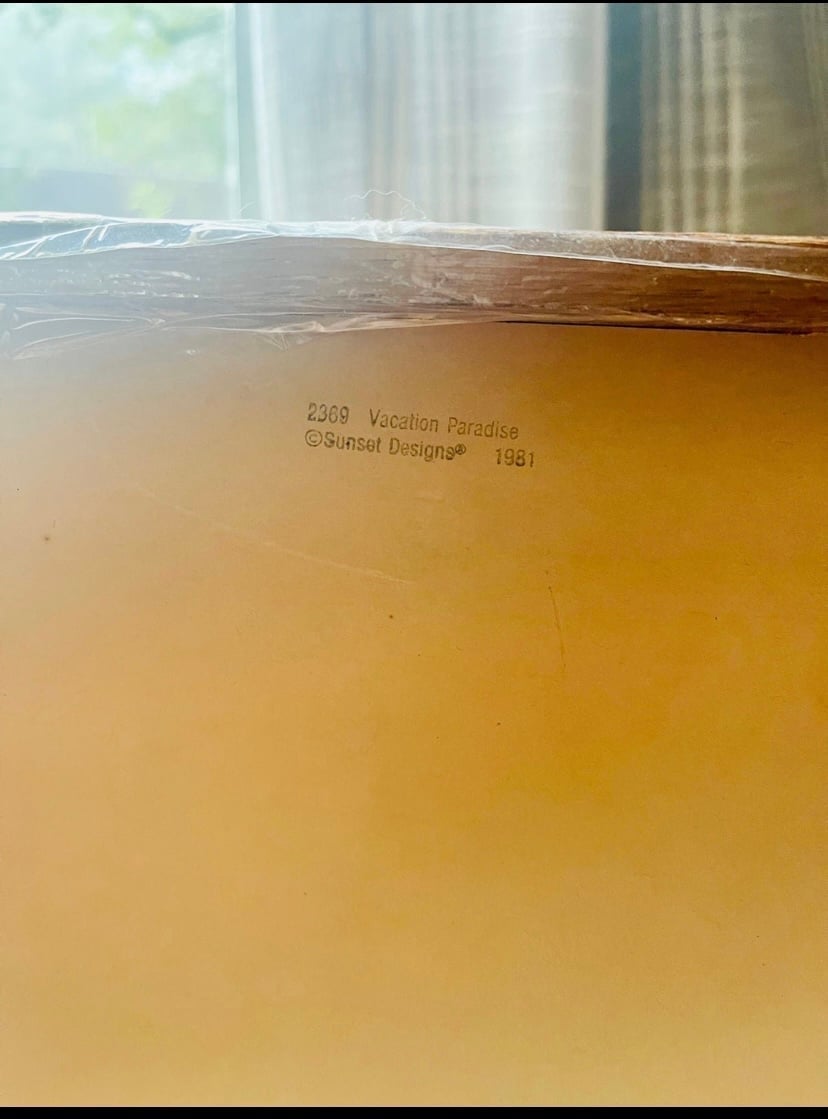 2369 Vacation Paradise
©Sunset Designs® 1981